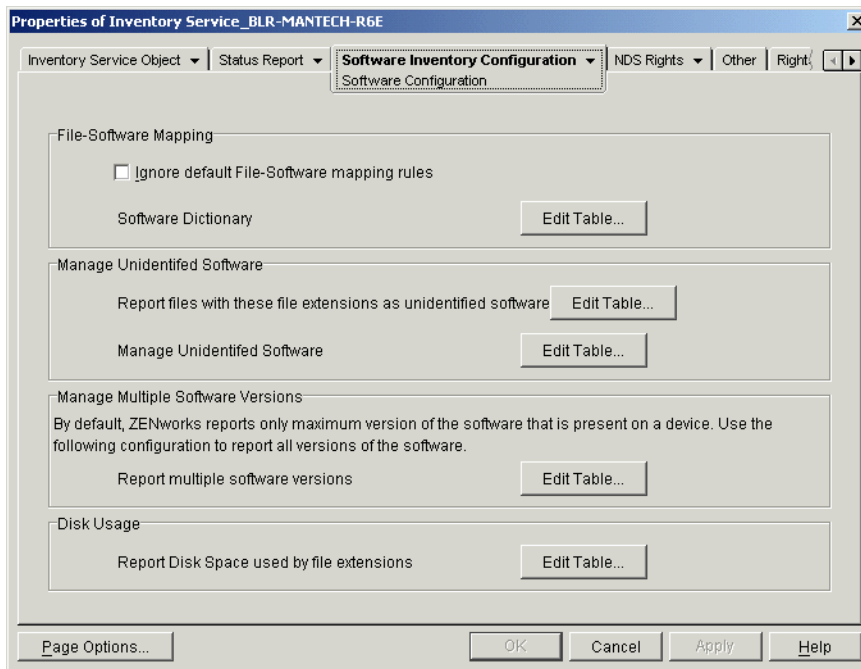 Properties of Inventory Service_BLR-MANTECH-R6E
Inventory Service Object
Status Report
Software Inventory Configuration
NDS Rights
Other
Right
Software Configuration
File-Software Mapping
Ignore default File-Software mapping rules
Software Dictionary
Edit Table...
Manage Unidentifed Software
Report files with these file extensions as unidentified software
Edit Table...
Manage Unidentifed Software
Edit Table...
Manage Multiple Software Versions
By default, ZENworks reports only maximum version of the software that is present on a device. Use the
following configuration to report all versions of the software.
Report multiple software versions
Edit Table...
Disk Usage
Report Disk Space used by file extensions
Edit Table...
Page Options...
OK
Cancel
Apply
Help